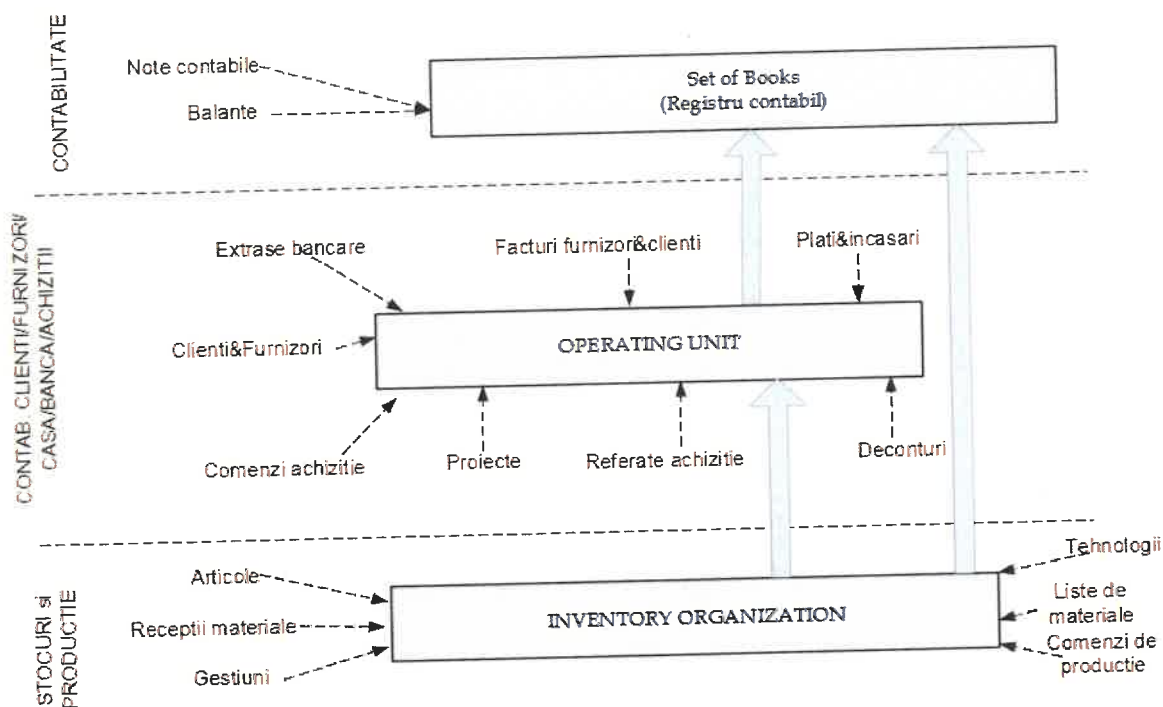 CONTABILITATE
Note contabile
Balante
Set of Books
(Registru contabil)
CONTAB. CLIENTI/FURNIZORI/
CASA/BANCA/ACHIZITII
Extrase bancare
Facturi furnizori&clienti
Plati&incasari
Clienti&Furnizori
OPERATING UNIT
Comenzi achizitie
Proiecte
Referate achizitie
Deconturi
STOCURI si
PRODUCTIE
Articole
Receptii materiale
Gestiuni
INVENTORY ORGANIZATION
Tehnologii
Liste de
materiale
Comenzi de
productie